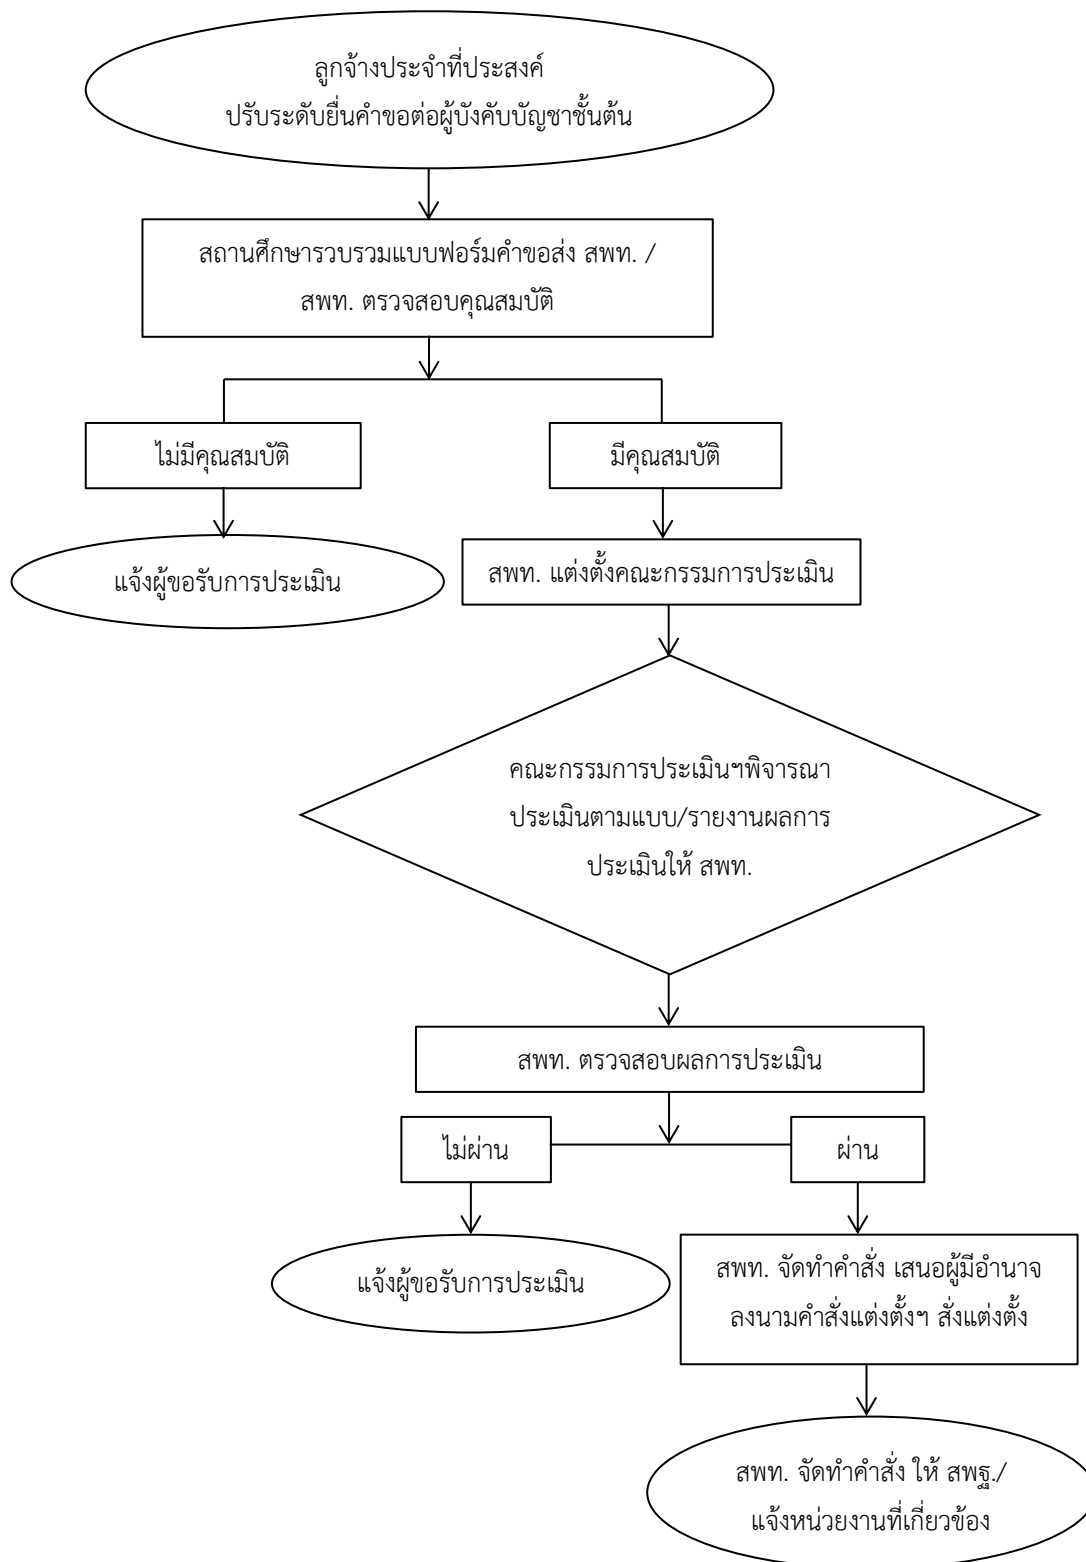 ลูกจ้างประจำที่ประสงค์
ปรับระดับยื่นคำขอต่อผู้บังคับบัญชาชั้นต้น
สถานศึกษารวบรวมแบบฟอร์มคำขอส่ง สพท. /
สพท. ตรวจสอบคุณสมบัติ
ไม่มีคุณสมบัติ
มีคุณสมบัติ
แจ้งผู้ขอรับการประเมิน
สพท. แต่งตั้งคณะกรรมการประเมิน
คณะกรรมการประเมินฯพิจารณา
ประเมินตามแบบ/รายงานผลการ
ประเมินให้ สพท.
สพท. ตรวจสอบผลการประเมิน
ไม่ผ่าน
ผ่าน
แจ้งผู้ขอรับการประเมิน
สพท. จัดทำคำสั่ง เสนอผู้มีอำนาจ
ลงนามคำสั่งแต่งตั้งฯ สั่งแต่งตั้ง
สพท. จัดทำคำสั่ง ให้ สพฐ./
แจ้งหน่วยงานที่เกี่ยวข้อง